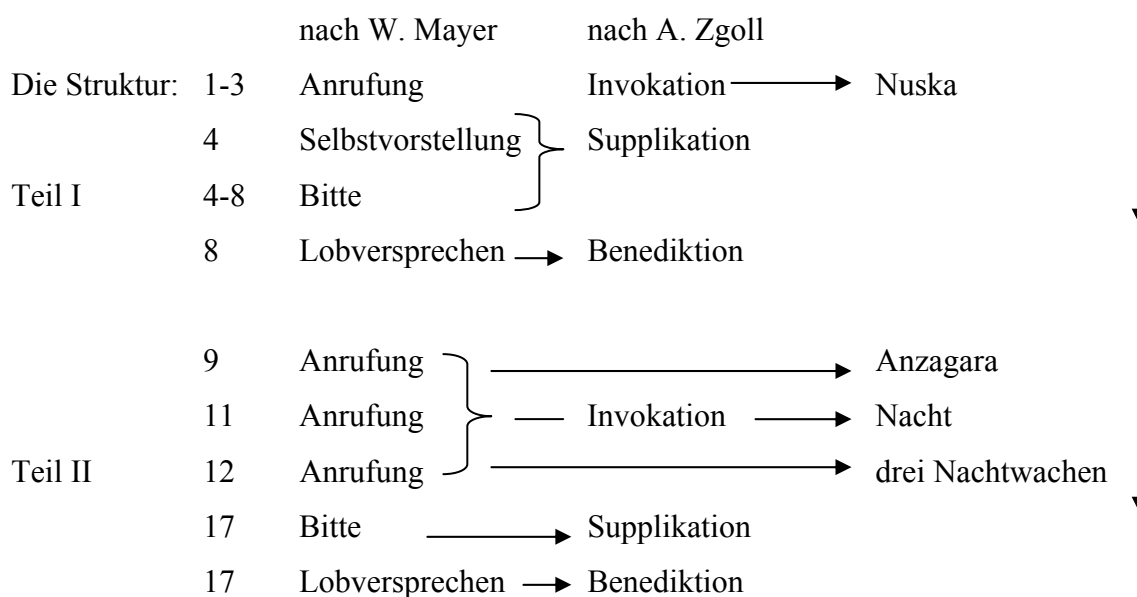 nach W. Mayer nach A. Zgoll
Die Struktur: 1-3 Anrufung Invokation Nuska
4 Selbstvorstellung Supplikation
Teil I 4-8 Bitte
8 Lobversprechen Benediktion
9 Anrufung Anzagara
11 Anrufung Invokation Nacht
Teil II 12 Anrufung drei Nachtwachen
17 Bitte Supplikation
17 Lobversprechen Benediktion